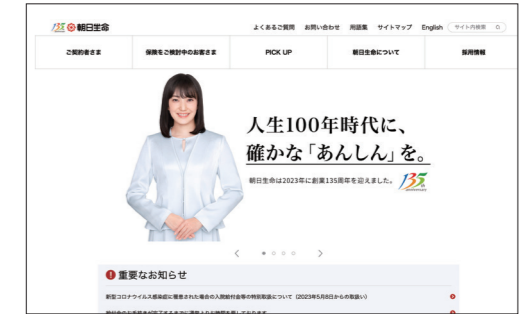 135 朝日生命
よくあるご質問 お問い合わせ 用語集 サイトマップ English サイト内検索
ご契約者さま 保険をご検討中のお客さま PICK UP 朝日生命について 採用情報
人生100年時代に、
確かな「あんしん」を。
朝日生命は2023年に創業135周年を迎えました。 135th anniversary
重要なお知らせ
新型コロナウイルス感染症に罹患された場合の入院給付金等の特別取扱について（2023年5月8日からの取扱い）